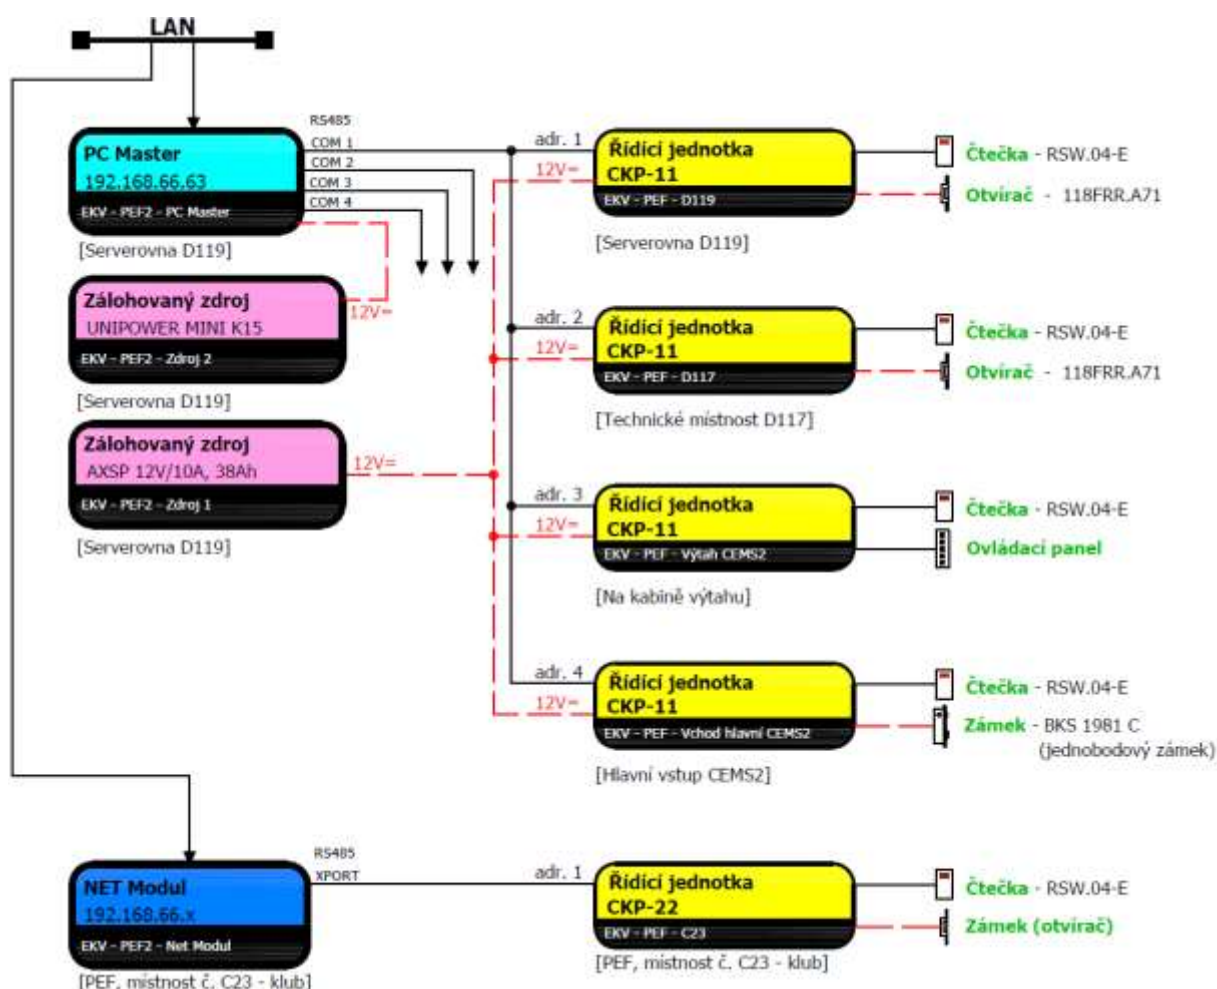 LAN
PC Master
192.168.66.63
EKV - PEF2 - PC Master
[Serverovna D119]
RS485
COM 1
COM 2
COM 3
COM 4
Zálohovaný zdroj
UNIPOWER MINI K15
EKV - PEF2 - Zdroj 2
[Serverovna D119]
12V=
Zálohovaný zdroj
AXSP 12V/10A, 38Ah
EKV - PEF2 - Zdroj 1
[Serverovna D119]
12V=
adr. 1
12V=
Řídící jednotka
CKP-11
EKV - PEF - D119
[Serverovna D119]
Čtečka - RSW.04-E
Otvírač - 118FRR.A71
adr. 2
12V=
Řídící jednotka
CKP-11
EKV - PEF - D117
[Technické místnost D117]
Čtečka - RSW.04-E
Otvírač - 118FRR.A71
adr. 3
12V=
Řídící jednotka
CKP-11
EKV - PEF - Výtah CEMS2
[Na kabině výtahu]
Čtečka - RSW.04-E
Ovládací panel
adr. 4
12V=
Řídící jednotka
CKP-11
EKV - PEF - Vchod hlavní CEMS2
[Hlavní vstup CEMS2]
Čtečka - RSW.04-E
Zámek - BKS 1981 C
(jednobodový zámek)
NET Modul
192.168.66.x
EKV - PEF2 - Net Modul
[PEF, místnost č. C23 - klub]
RS485
XPORT
adr. 1
Řídící jednotka
CKP-22
EKV - PEF - C23
[PEF, místnost č. C23 - klub]
Čtečka - RSW.04-E
Zámek (otvírač)